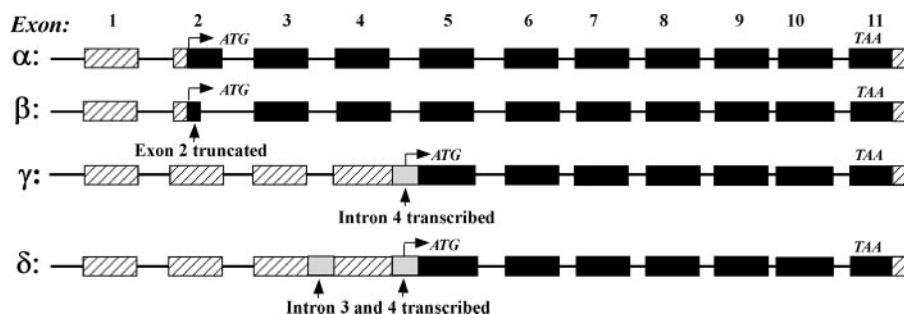 Exon: 1 2 3 4 5 6 7 8 9 10 11
α: ATG TAA
β: ATG TAA
Exon 2 truncated
γ: ATG TAA
Intron 4 transcribed
δ: ATG TAA
Intron 3 and 4 transcribed